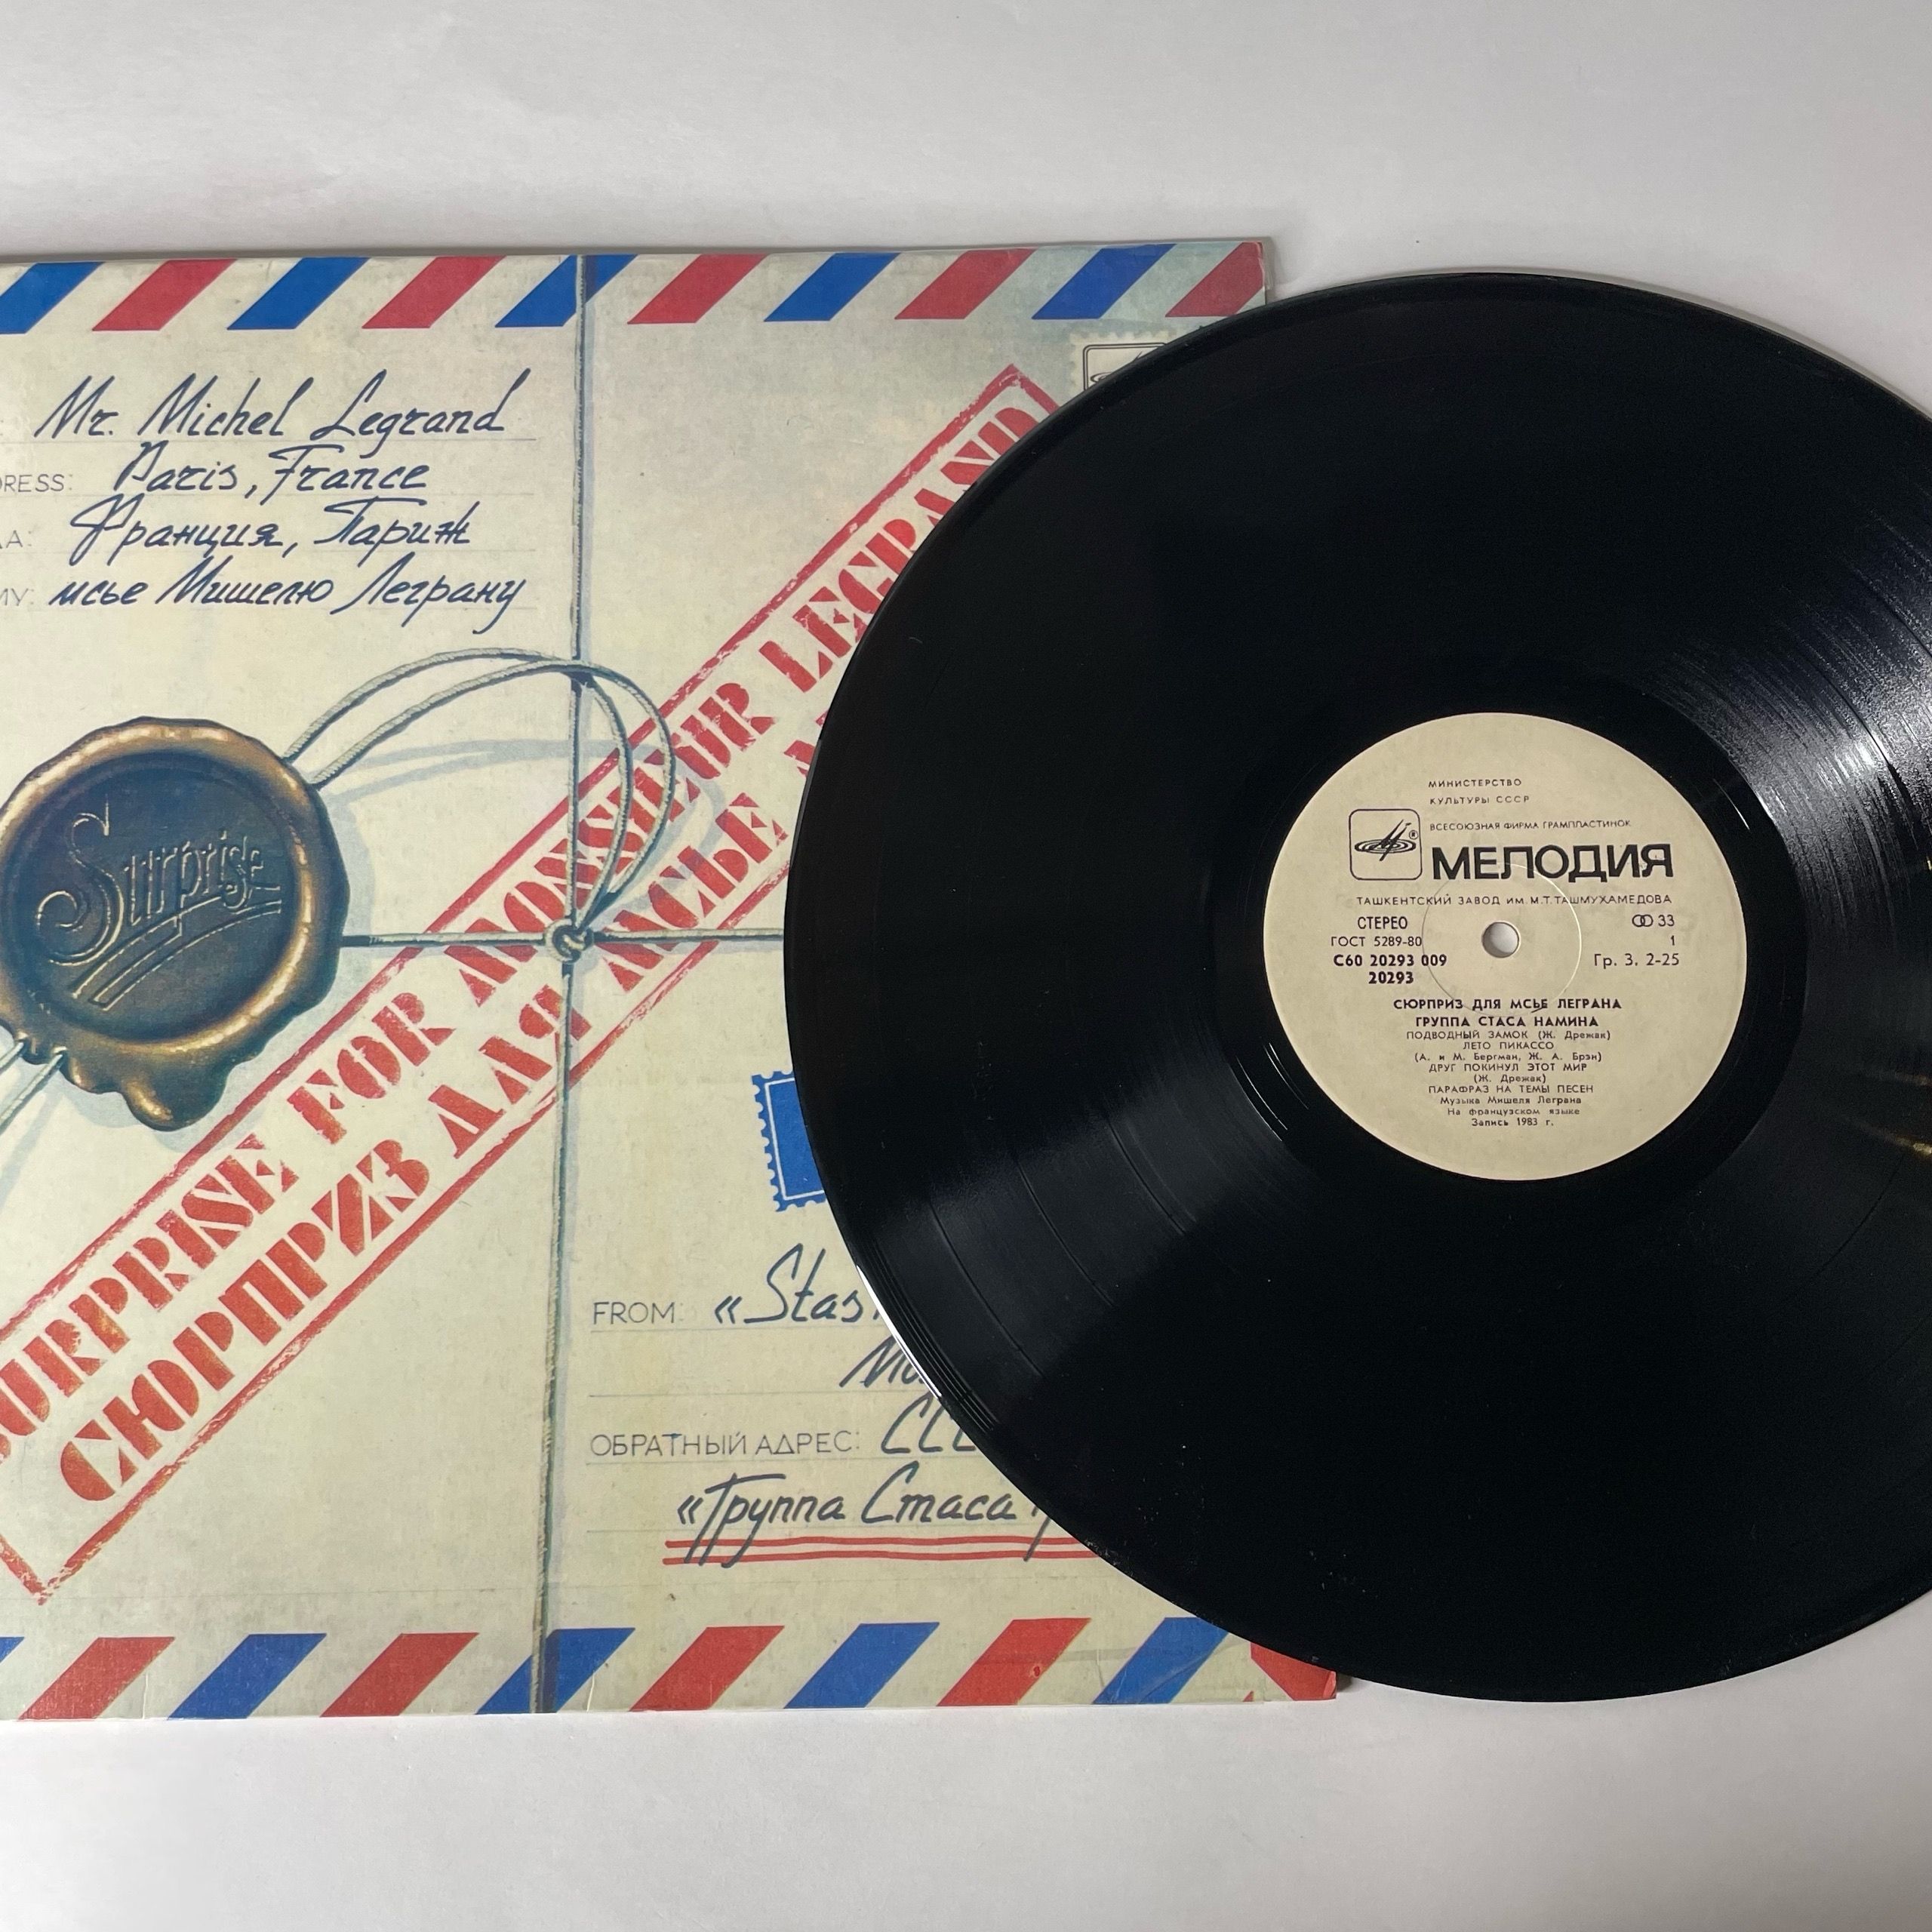 Mr. Michel Legrand
Paris, France
Франция, Париж
мсье Мишелю Леграну
Surprise
SURPRISE FOR MONSIEUR LEGRAND
СЮРПРИЗ ДЛЯ МСЬЕ
FROM: «Stas
ОБРАТНЫЙ АДРЕС:
«Группа Стаса
МИНИСТЕРСТВО
КУЛЬТУРЫ СССР
ВСЕСОЮЗНАЯ ФИРМА ГРАМПЛАСТИНОК
МЕЛОДИЯ
ТАШКЕНТСКИЙ ЗАВОД ИМ. М.Т. ТАШМУХАМЕДОВА
СТЕРЕО 33
ГОСТ 5289-80 1
С60 20293 009 Гр. 3. 2-25
20293
СЮРПРИЗ ДЛЯ МСЬЕ ЛЕГРАНА
ГРУППА СТАСА НАМИНА
ПОДВОДНЫЙ ЗАМОК (Ж. Дрежак)
ЛЕТО ПИКАССО
(А. и М. Бергман, Ж. А. Брэн)
ДРУГ ПОКИНУЛ ЭТОТ МИР
(Ж. Дрежак)
ПАРАФРАЗ НА ТЕМЫ ПЕСЕН
Музыка Мишеля Леграна
На французском языке
Запись 1983 г.